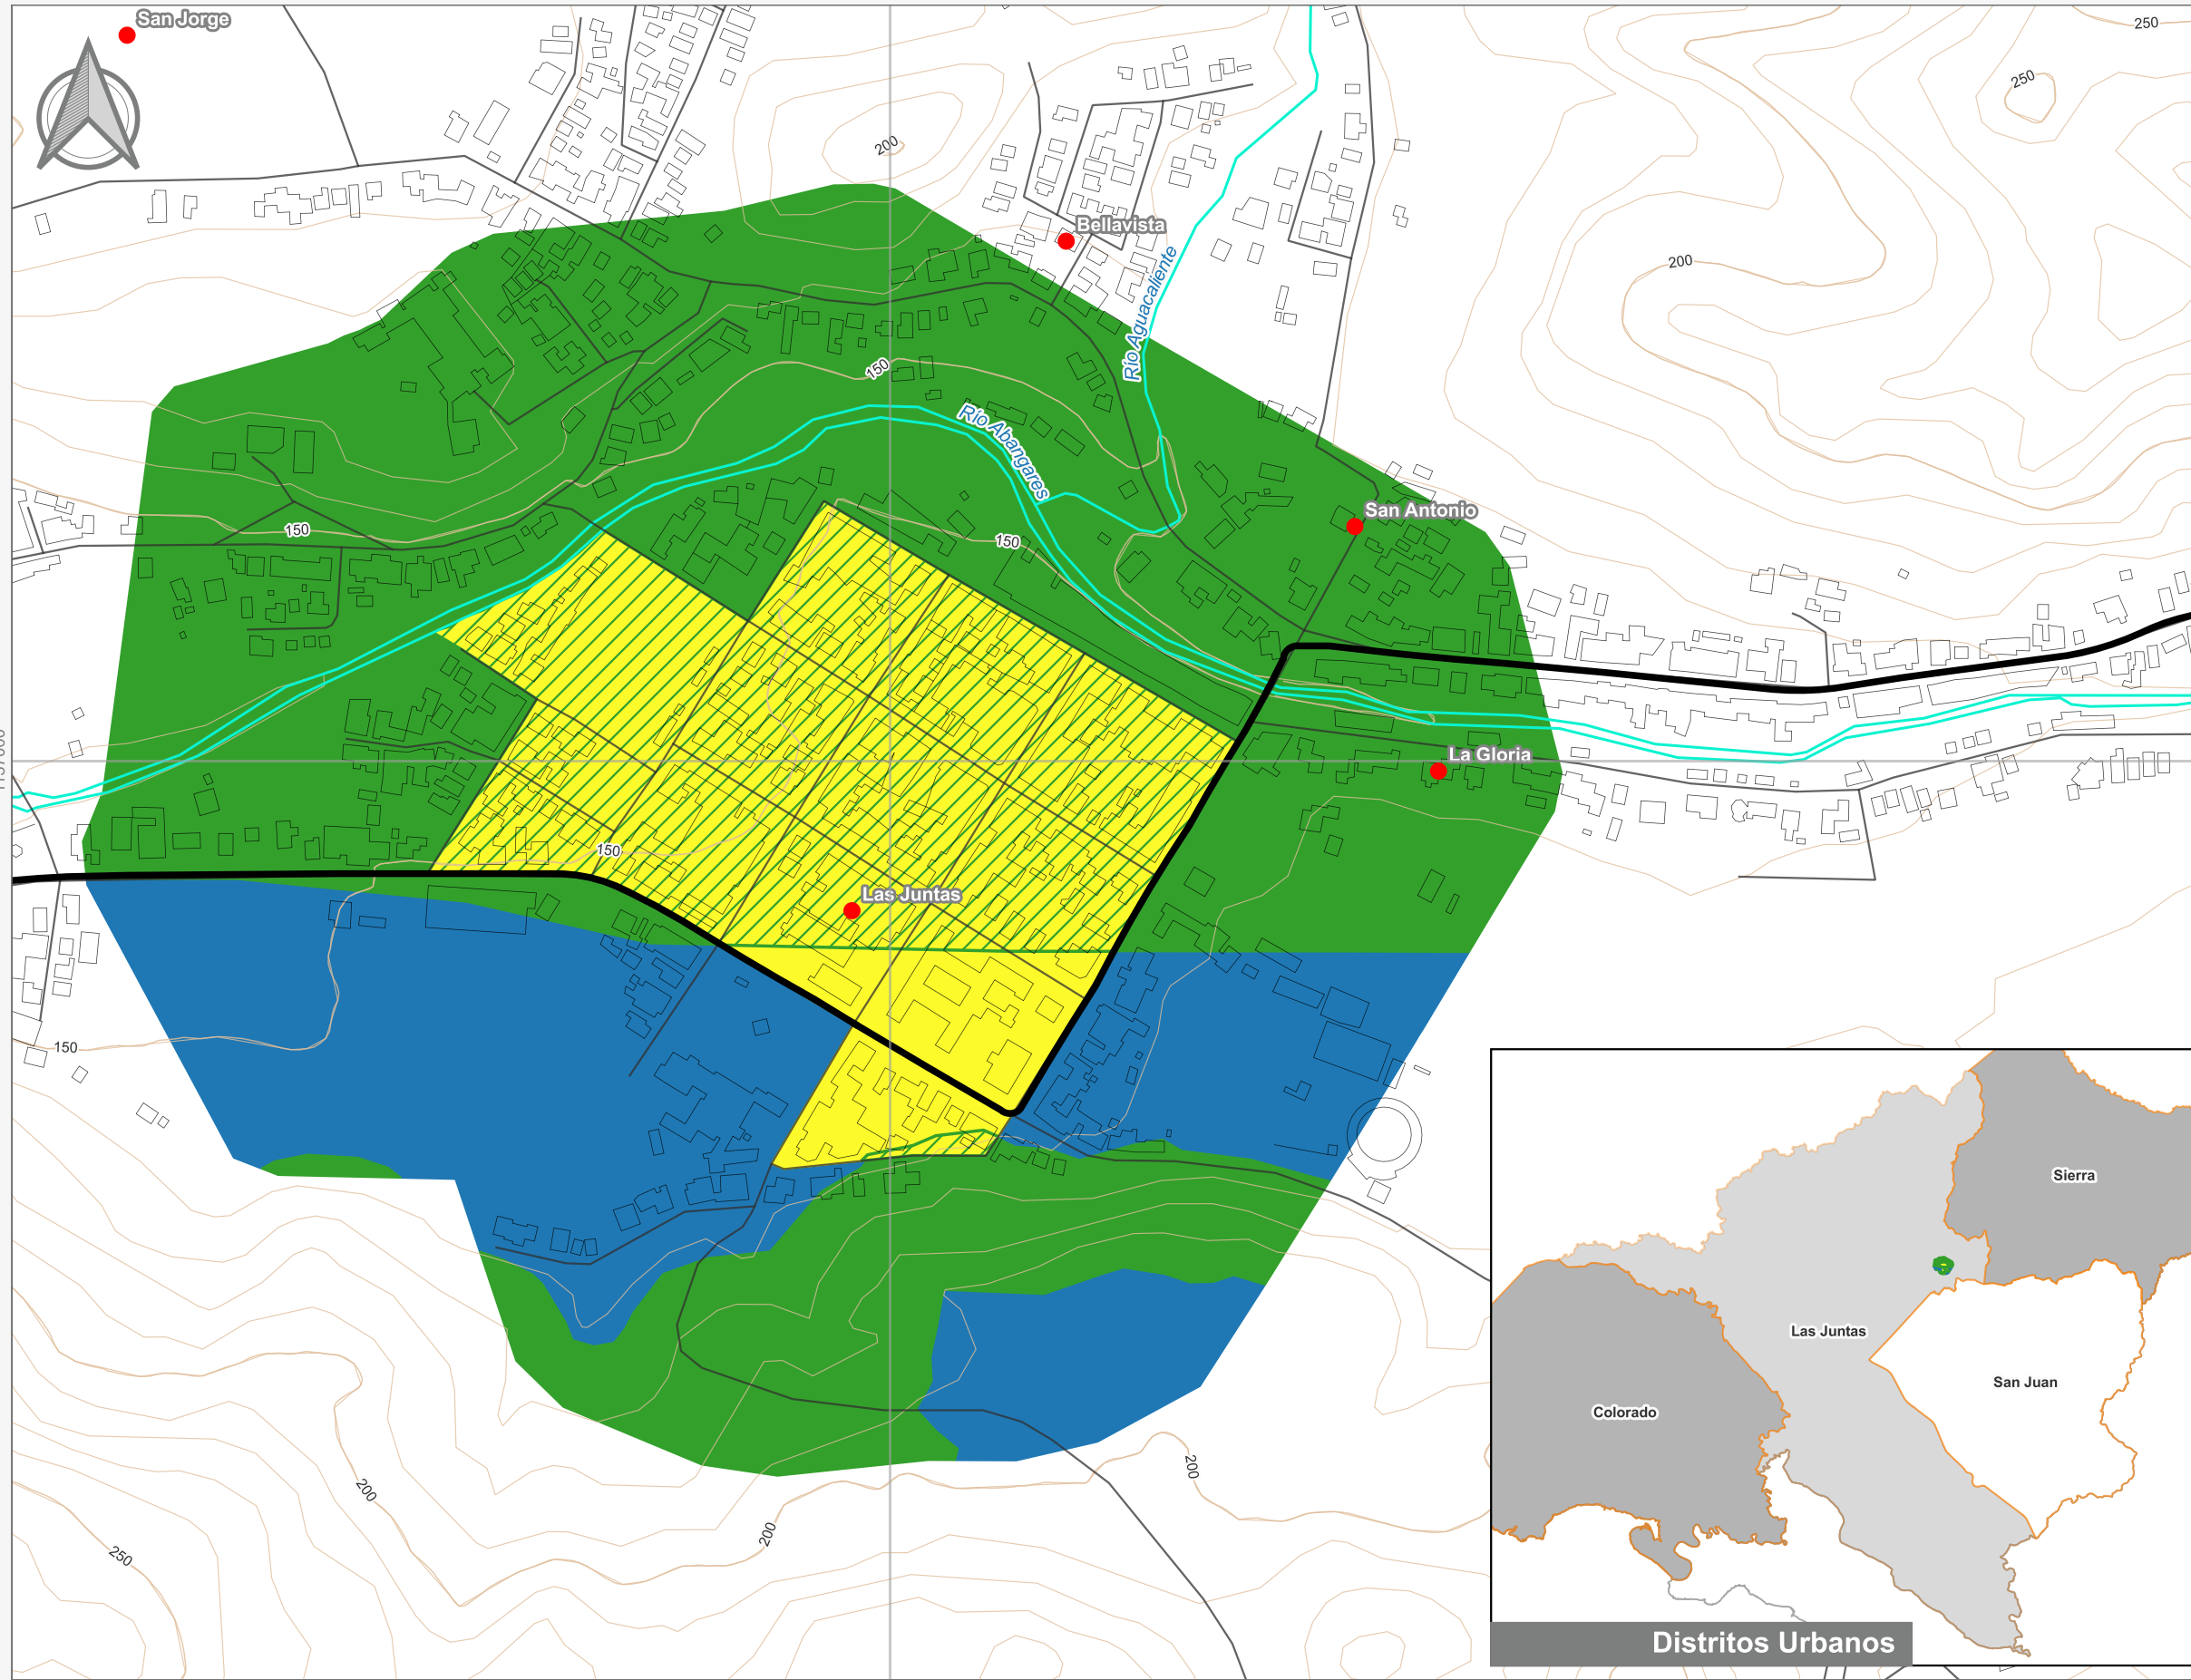 San Jorge
250
250
200
Bellavista
200
Río Aguacaliente
150
Río Abangares
San Antonio
150
150
La Gloria
150
Las Juntas
150
Sierra
Las Juntas
San Juan
Colorado
200
200
200
250
Distritos Urbanos